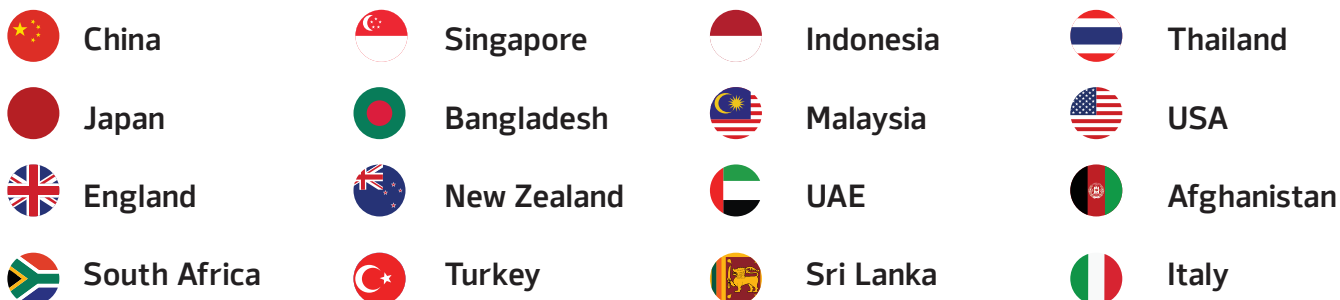 China
Singapore
Indonesia
Thailand
Japan
Bangladesh
Malaysia
USA
England
New Zealand
UAE
Afghanistan
South Africa
Turkey
Sri Lanka
Italy